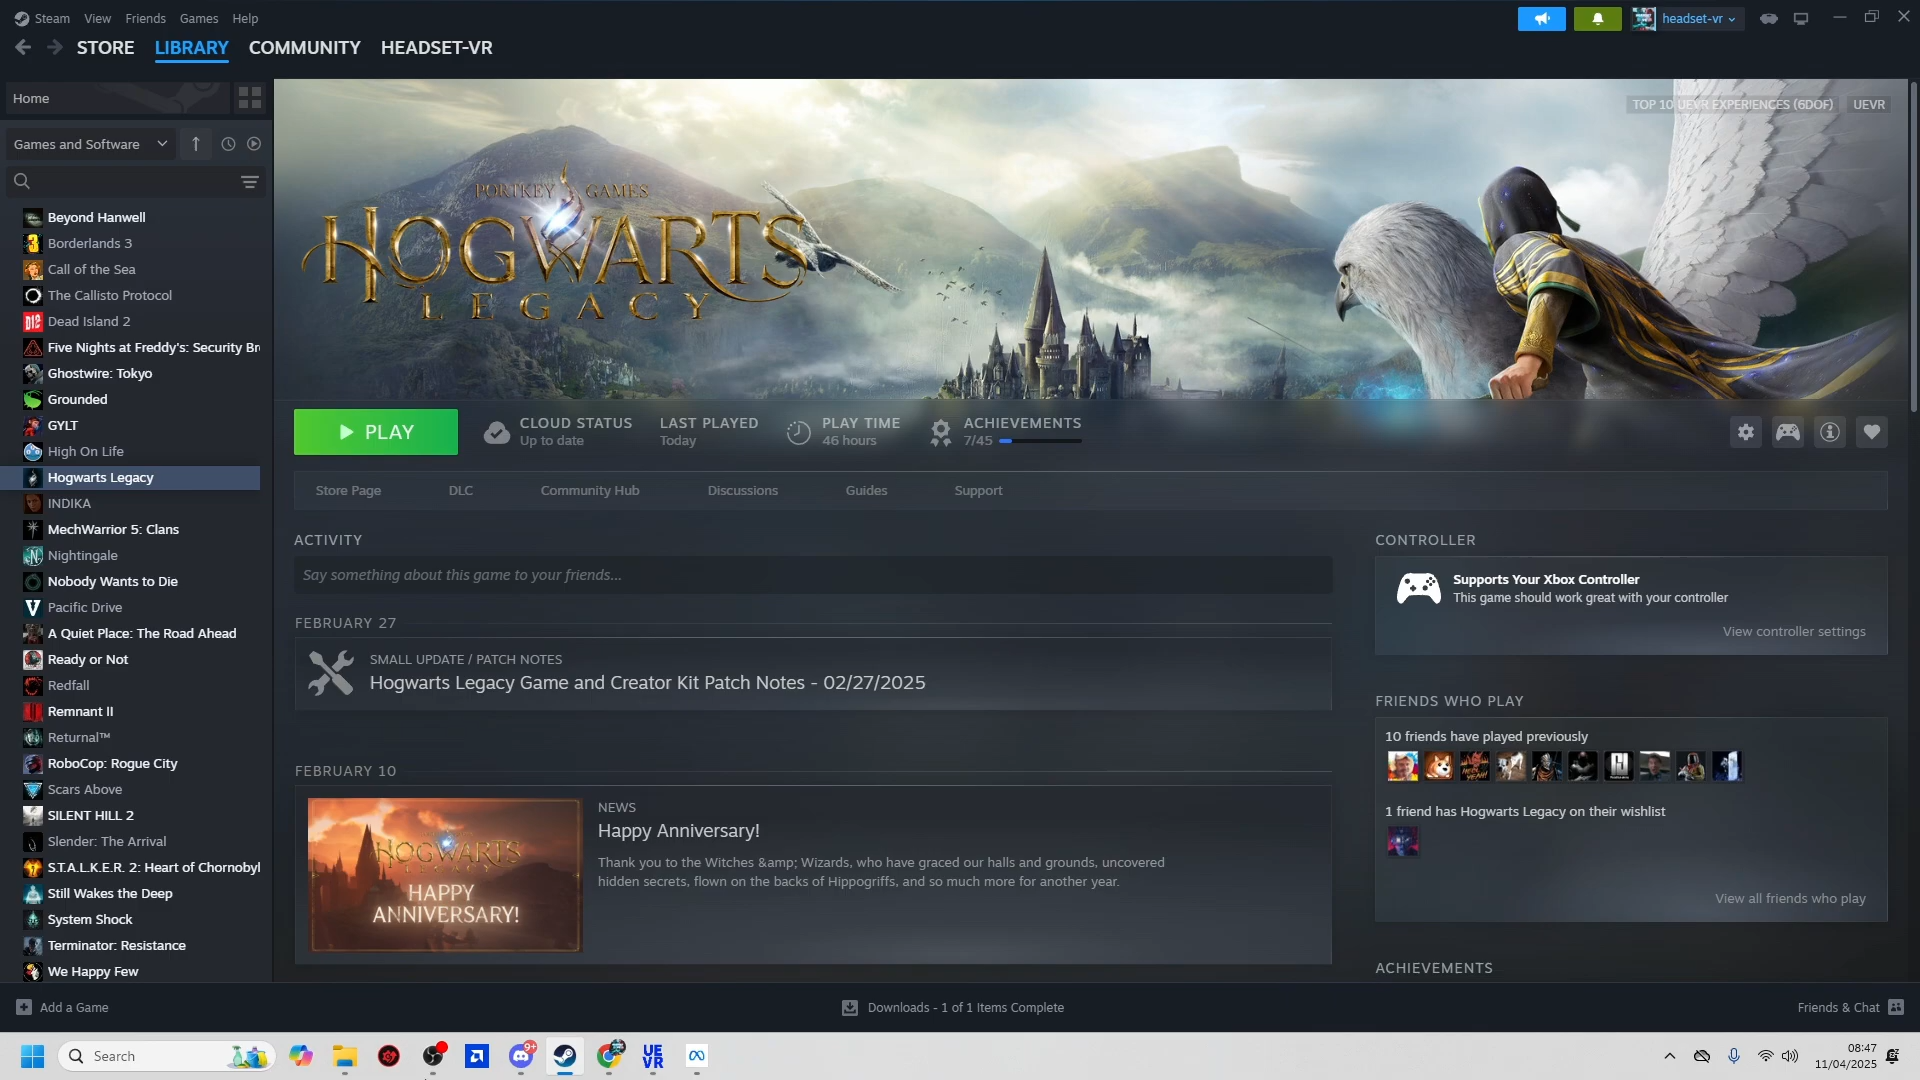 Steam View Friends Games Help
headset-vr
STORE LIBRARY COMMUNITY HEADSET-VR
Home
TOP 10 UEVR EXPERIENCES (6DOF) UEVR
Games and Software
PORTKEY GAMES
HOGWARTS
LEGACY
Beyond Hanwell
Borderlands 3
Call of the Sea
The Callisto Protocol
Dead Island 2
Five Nights at Freddy's: Security Br
Ghostwire: Tokyo
Grounded
GYLT
High On Life
Hogwarts Legacy
INDIKA
MechWarrior 5: Clans
Nightingale
Nobody Wants to Die
Pacific Drive
A Quiet Place: The Road Ahead
Ready or Not
Redfall
Remnant II
Returnal™
RoboCop: Rogue City
Scars Above
SILENT HILL 2
Slender: The Arrival
S.T.A.L.K.E.R. 2: Heart of Chornobyl
Still Wakes the Deep
System Shock
Terminator: Resistance
We Happy Few
PLAY
CLOUD STATUS
Up to date
LAST PLAYED
Today
PLAY TIME
46 hours
ACHIEVEMENTS
7/45
Store Page DLC Community Hub Discussions Guides Support
ACTIVITY
Say something about this game to your friends...
FEBRUARY 27
SMALL UPDATE / PATCH NOTES
Hogwarts Legacy Game and Creator Kit Patch Notes - 02/27/2025
FEBRUARY 10
HOGWARTS
LEGACY
HAPPY
ANNIVERSARY!
NEWS
Happy Anniversary!
Thank you to the Witches &amp; Wizards, who have graced our halls and grounds, uncovered
hidden secrets, flown on the backs of Hippogriffs, and so much more for another year.
CONTROLLER
Supports Your Xbox Controller
This game should work great with your controller
View controller settings
FRIENDS WHO PLAY
10 friends have played previously
1 friend has Hogwarts Legacy on their wishlist
View all friends who play
ACHIEVEMENTS
Add a Game
Downloads - 1 of 1 Items Complete
Friends & Chat
Search
9+
UE
VR
08:47
11/04/2025